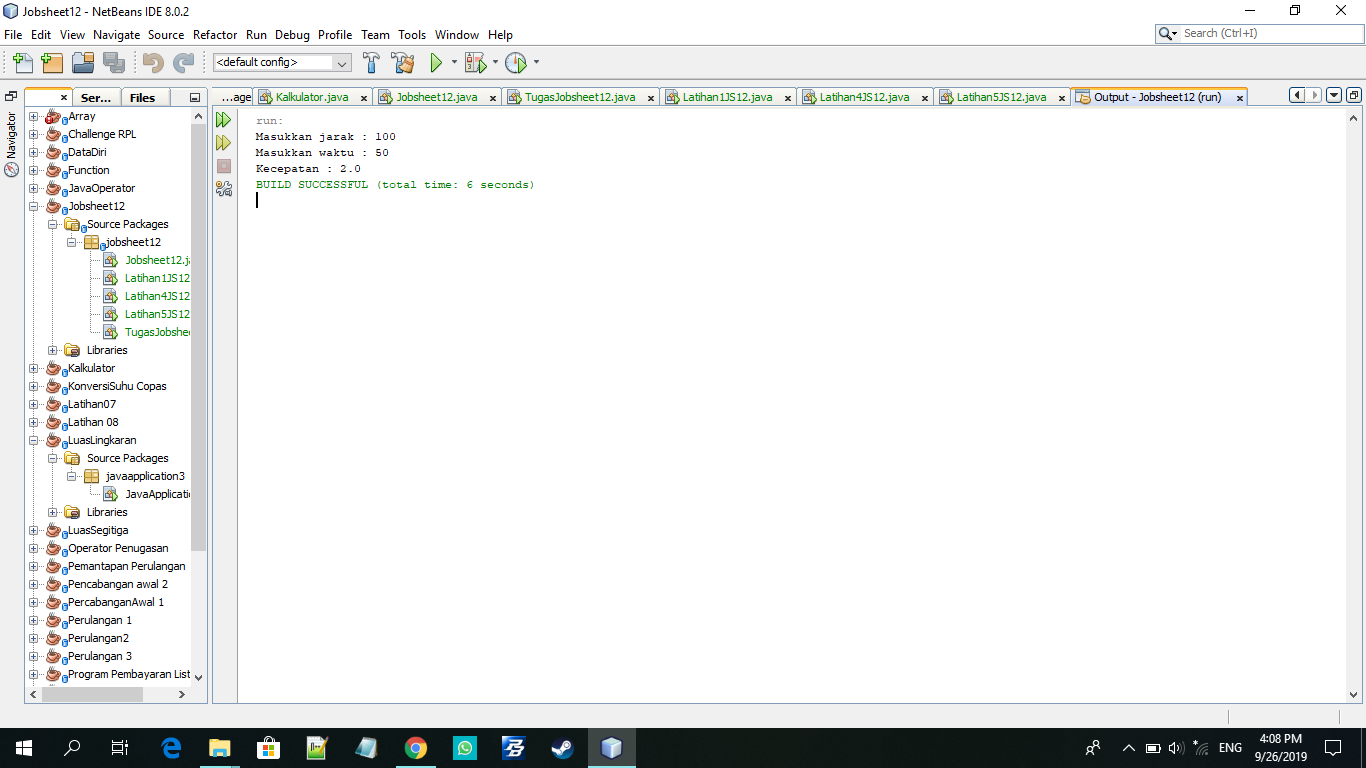 Jobsheet12 - NetBeans IDE 8.0.2
File Edit View Navigate Source Refactor Run Debug Profile Team Tools Window Help
Search (Ctrl+I)
<default config>
Ser... Files
...age Kalkulator.java Jobsheet12.java TugasJobsheet12.java Latihan1JS12.java Latihan4JS12.java Latihan5JS12.java Output - Jobsheet12 (run)
Navigator
Array
Challenge RPL
DataDiri
Function
JavaOperator
Jobsheet12
Source Packages
jobsheet12
Jobsheet12.ja
Latihan1JS12
Latihan4JS12
Latihan5JS12
TugasJobshee
Libraries
Kalkulator
KonversiSuhu Copas
Latihan07
Latihan 08
LuasLingkaran
Source Packages
javaapplication3
JavaApplicati
Libraries
LuasSegitiga
Operator Penugasan
Pemantapan Perulangan
Pencabangan awal 2
PercabanganAwal 1
Perulangan 1
Perulangan2
Perulangan 3
Program Pembayaran List
run:
Masukkan jarak : 100
Masukkan waktu : 50
Kecepatan : 2.0
BUILD SUCCESSFUL (total time: 6 seconds)
ENG
4:08 PM
9/26/2019